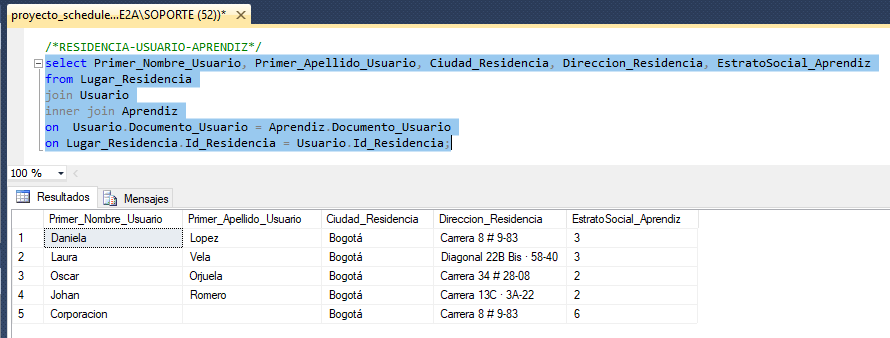 proyecto_schedule...E2A\SOPORTE (52))*
/*RESIDENCIA-USUARIO-APRENDIZ*/
select Primer_Nombre_Usuario, Primer_Apellido_Usuario, Ciudad_Residencia, Direccion_Residencia, EstratoSocial_Aprendiz
from Lugar_Residencia
join Usuario
inner join Aprendiz
on  Usuario.Documento_Usuario = Aprendiz.Documento_Usuario
on Lugar_Residencia.Id_Residencia = Usuario.Id_Residencia;
100 %
Resultados Mensajes
Primer_Nombre_Usuario Primer_Apellido_Usuario Ciudad_Residencia Direccion_Residencia EstratoSocial_Aprendiz
1 Daniela Lopez Bogotá Carrera 8 # 9-83 3
2 Laura Vela Bogotá Diagonal 22B Bis · 58-40 3
3 Oscar Orjuela Bogotá Carrera 34 # 28-08 2
4 Johan Romero Bogotá Carrera 13C · 3A-22 2
5 Corporacion Bogotá Carrera 8 # 9-83 6